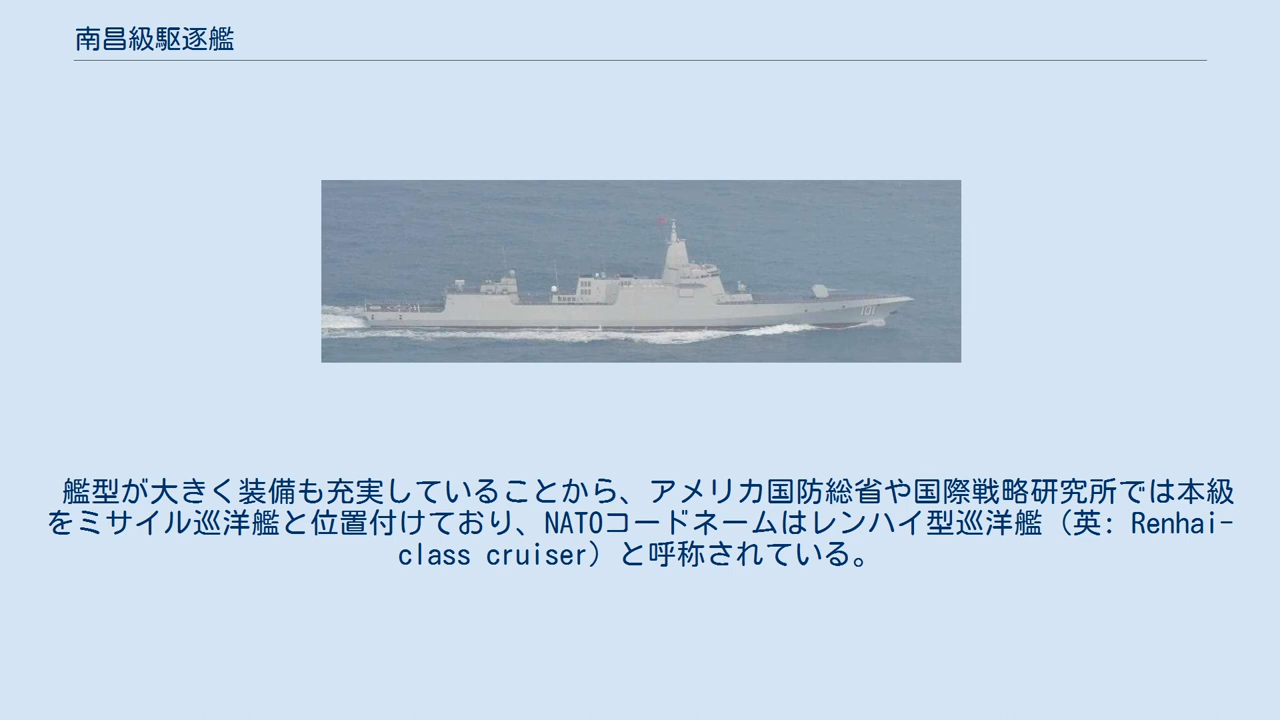 南昌級駆逐艦
101
艦型が大きく装備も充実していることから、アメリカ国防総省や国際戦略研究所では本級
をミサイル巡洋艦と位置付けており、NATOコードネームはレンハイ型巡洋艦（英: Renhai-
class cruiser）と呼称されている。